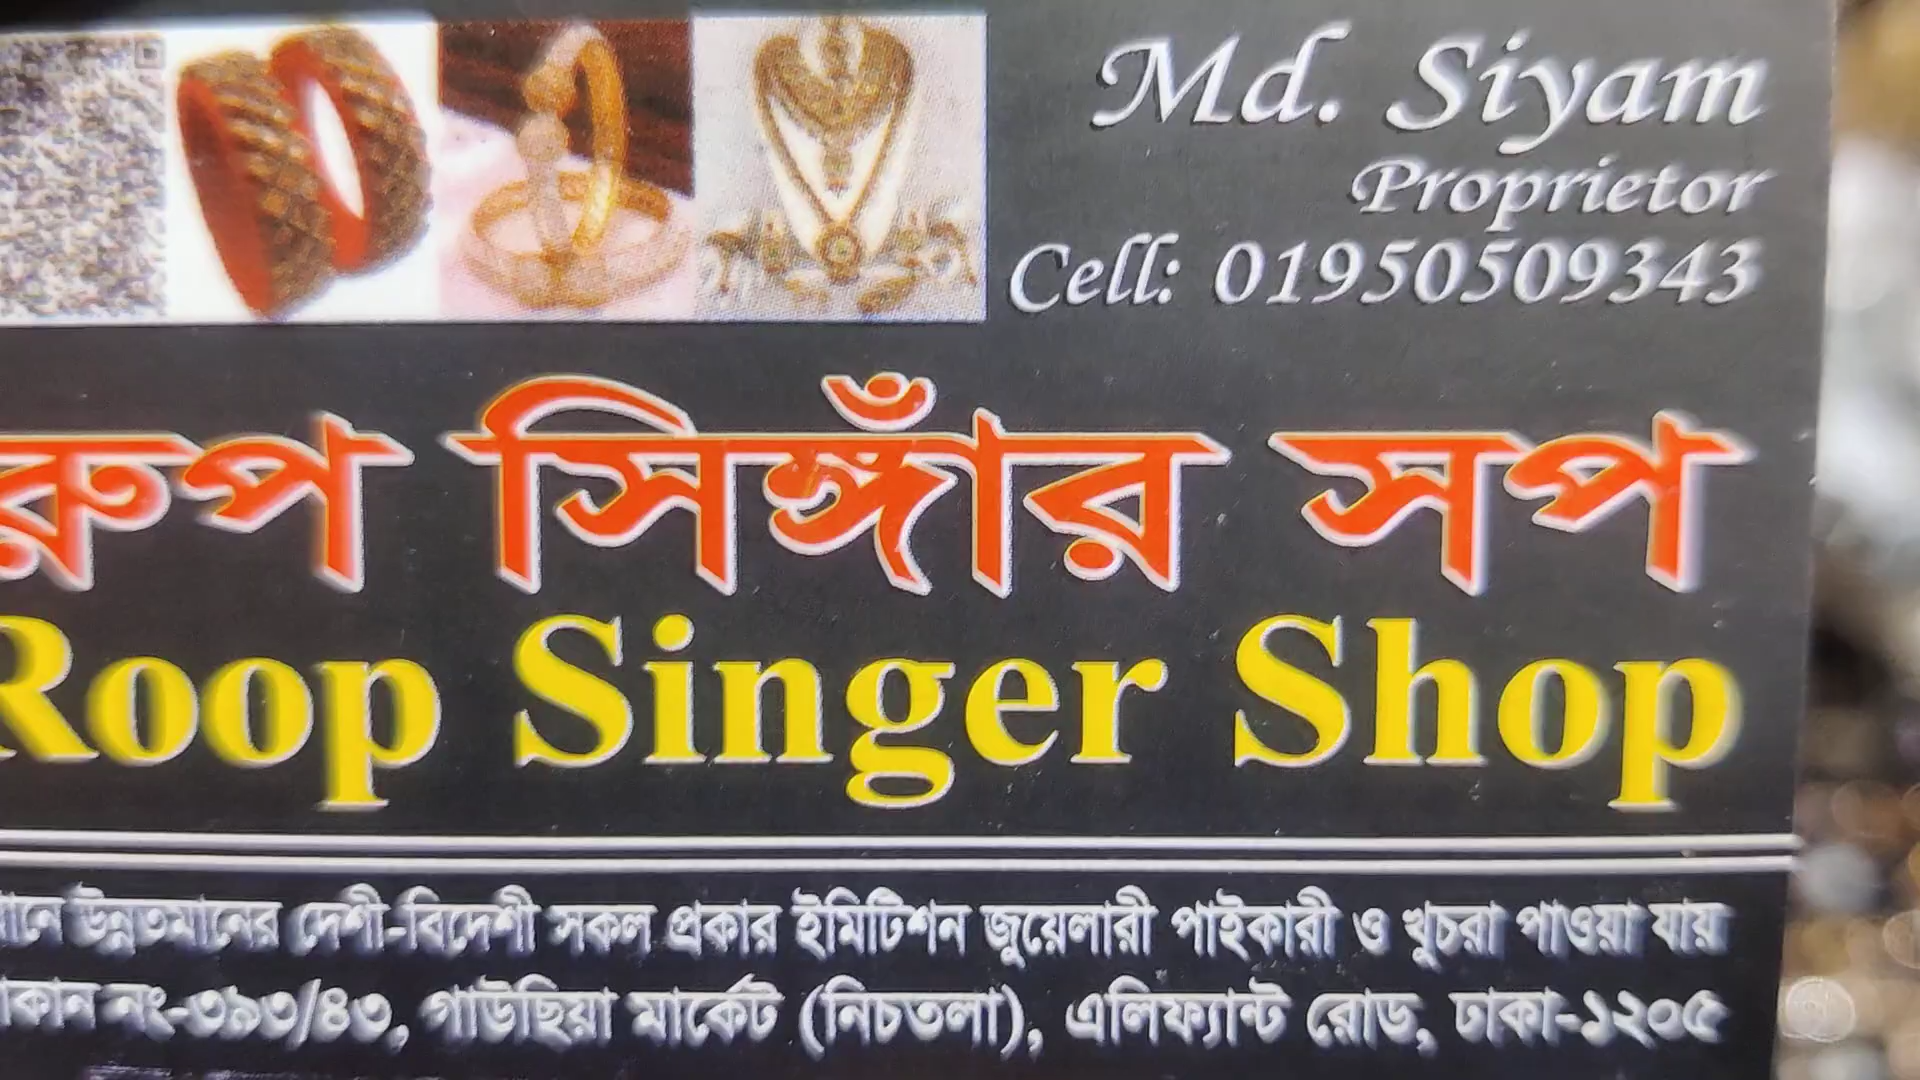 Md. Siyam
Proprietor
Cell: 01950509343
রুপ সিঙ্গাঁর সপ
Roop Singer Shop
উন্নতমানের দেশী-বিদেশী সকল প্রকার ইমিটিশন জুয়েলারী পাইকারী ও খুচরা পাওয়া যায়
নং-৩৯৩/৪৩, গাউছিয়া মার্কেট (নিচতলা), এলিফ্যান্ট রোড, ঢাকা-১২০৫